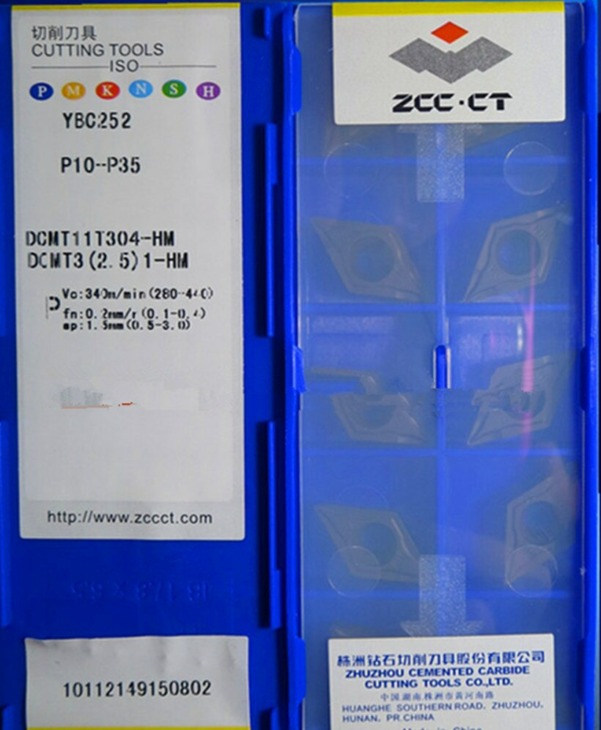 切削刀具
CUTTING TOOLS
ISO
P M K N S H
YBC252
P10--P35
DCMT11T304-HM
DCMT3(2.5)1-HM
Vc:340m/min(280-440)
fn:0.2mm/r(0.1-0.4)
ap:1.5mm(0.5-3.0)
http://www.zccct.com
10112149150802
ZCC·CT
株洲钻石切削刀具股份有限公司
ZHUZHOU CEMENTED CARBIDE
CUTTING TOOLS CO.,LTD.
中国湖南株洲市黄河南路
HUANGHE SOUTHERN ROAD, ZHUZHOU,
HUNAN, PR.CHINA
Made in China